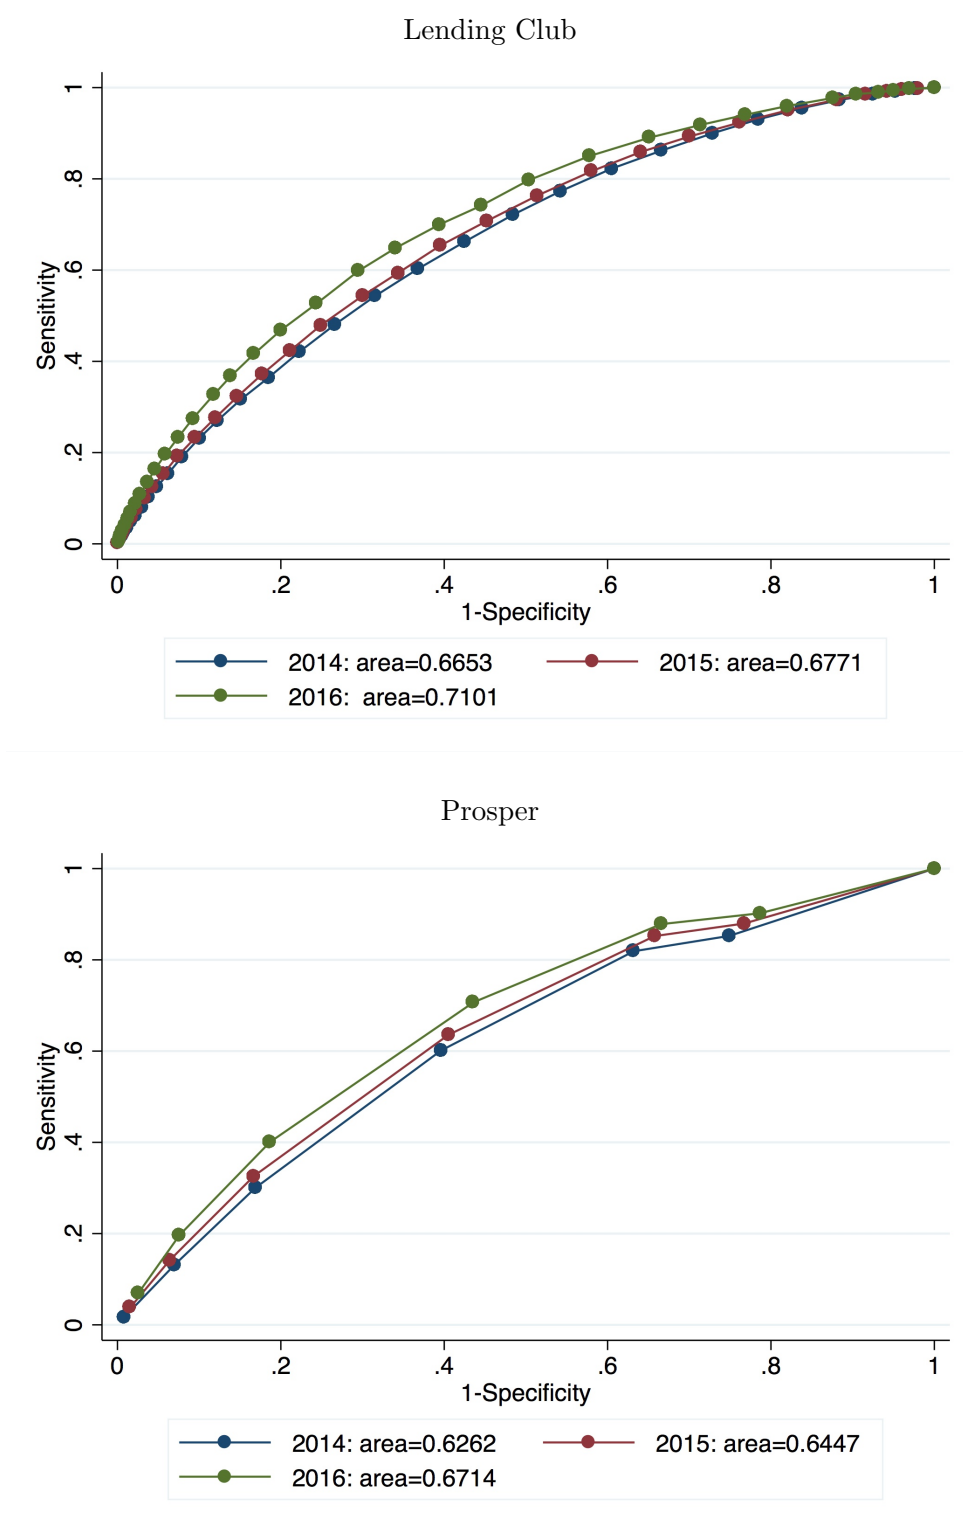 Lending Club
Sensitivity
1
.8
.6
.4
.2
0
0 .2 .4 .6 .8 1
1-Specificity
2014: area=0.6653 2015: area=0.6771
2016:  area=0.7101
Prosper
Sensitivity
1
.8
.6
.4
.2
0
0 .2 .4 .6 .8 1
1-Specificity
2014: area=0.6262 2015: area=0.6447
2016: area=0.6714